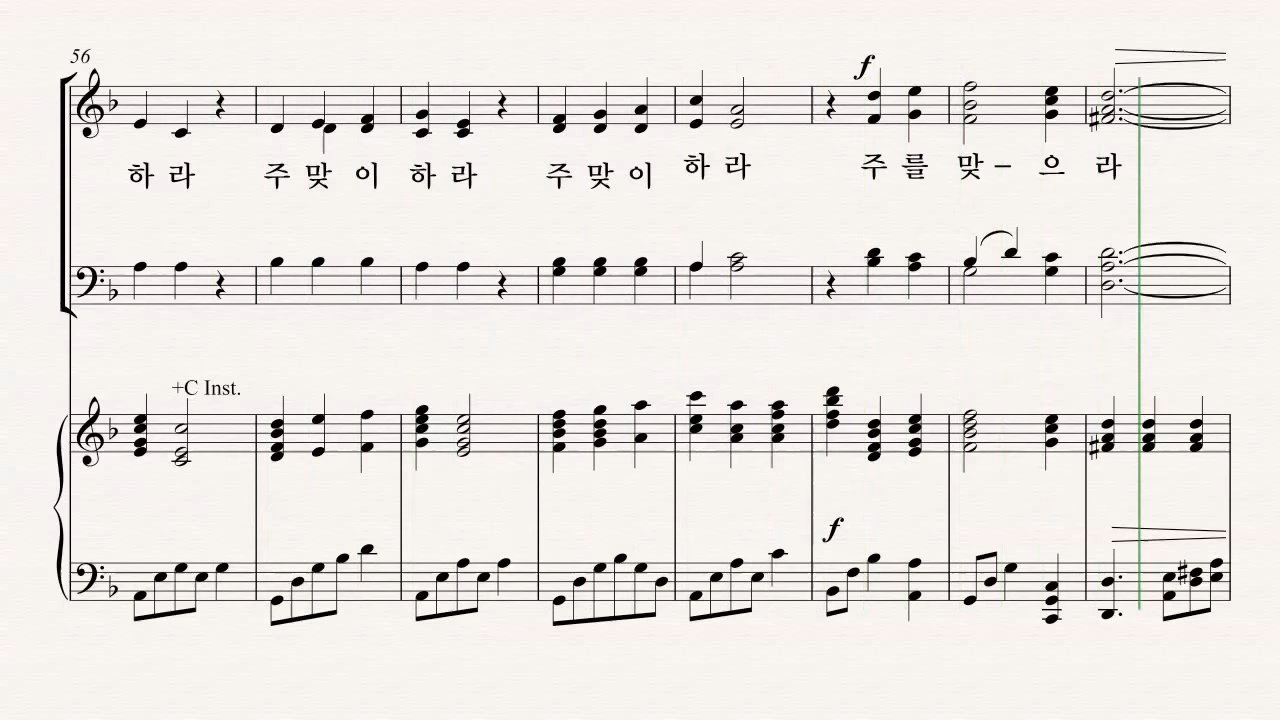 56
f
하 라 주 맞 이 하 라 주 맞 이 하 라 주 를 맞 – 으 라
+C Inst.
f